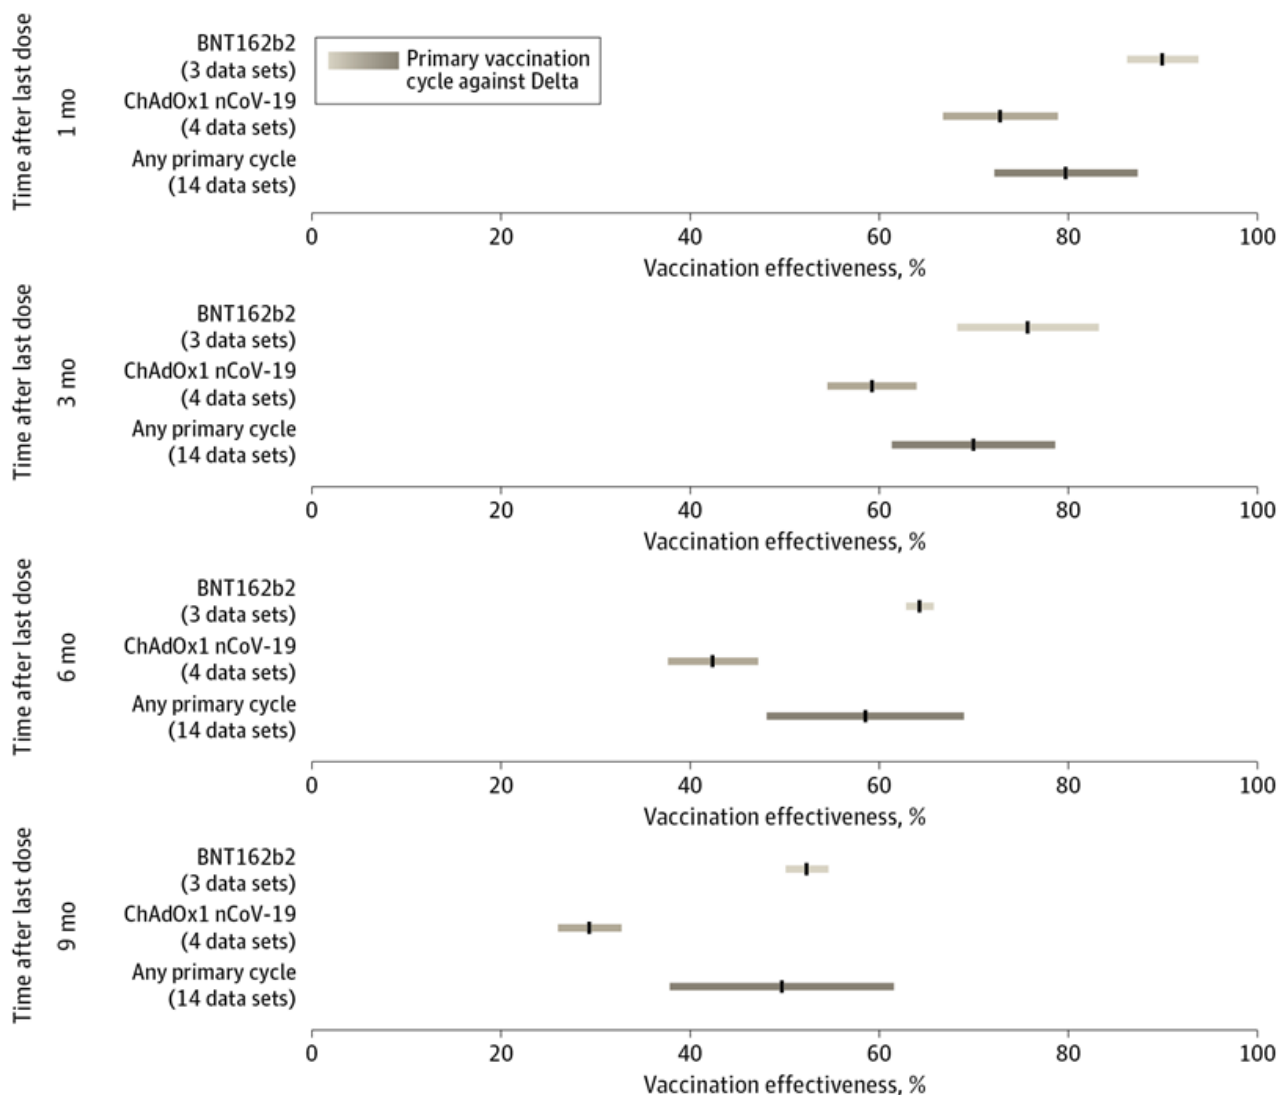 Time after last dose
1 mo
BNT162b2
(3 data sets)
ChAdOx1 nCoV-19
(4 data sets)
Any primary cycle
(14 data sets)
Primary vaccination
cycle against Delta
0 20 40 60 80 100
Vaccination effectiveness, %
Time after last dose
3 mo
BNT162b2
(3 data sets)
ChAdOx1 nCoV-19
(4 data sets)
Any primary cycle
(14 data sets)
0 20 40 60 80 100
Vaccination effectiveness, %
Time after last dose
6 mo
BNT162b2
(3 data sets)
ChAdOx1 nCoV-19
(4 data sets)
Any primary cycle
(14 data sets)
0 20 40 60 80 100
Vaccination effectiveness, %
Time after last dose
9 mo
BNT162b2
(3 data sets)
ChAdOx1 nCoV-19
(4 data sets)
Any primary cycle
(14 data sets)
0 20 40 60 80 100
Vaccination effectiveness, %